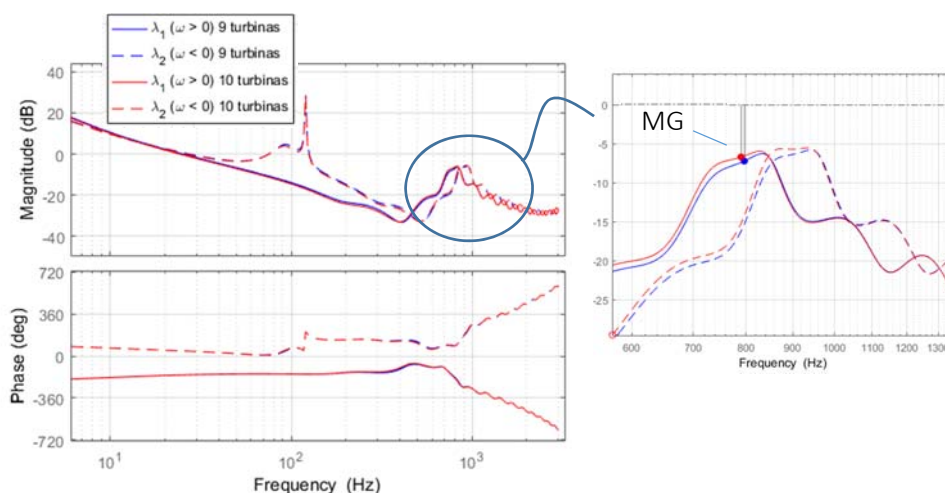 λ₁ (ω > 0) 9 turbinas
λ₂ (ω < 0) 9 turbinas
λ₁ (ω > 0) 10 turbinas
λ₂ (ω < 0) 10 turbinas
Magnitude (dB)
40
20
0
-20
-40
Phase (deg)
720
360
0
-360
-720
10¹
10²
10³
Frequency (Hz)
MG
0
-5
-10
-15
-20
-25
600
700
800
900
1000
1100
1200
Frequency (Hz)